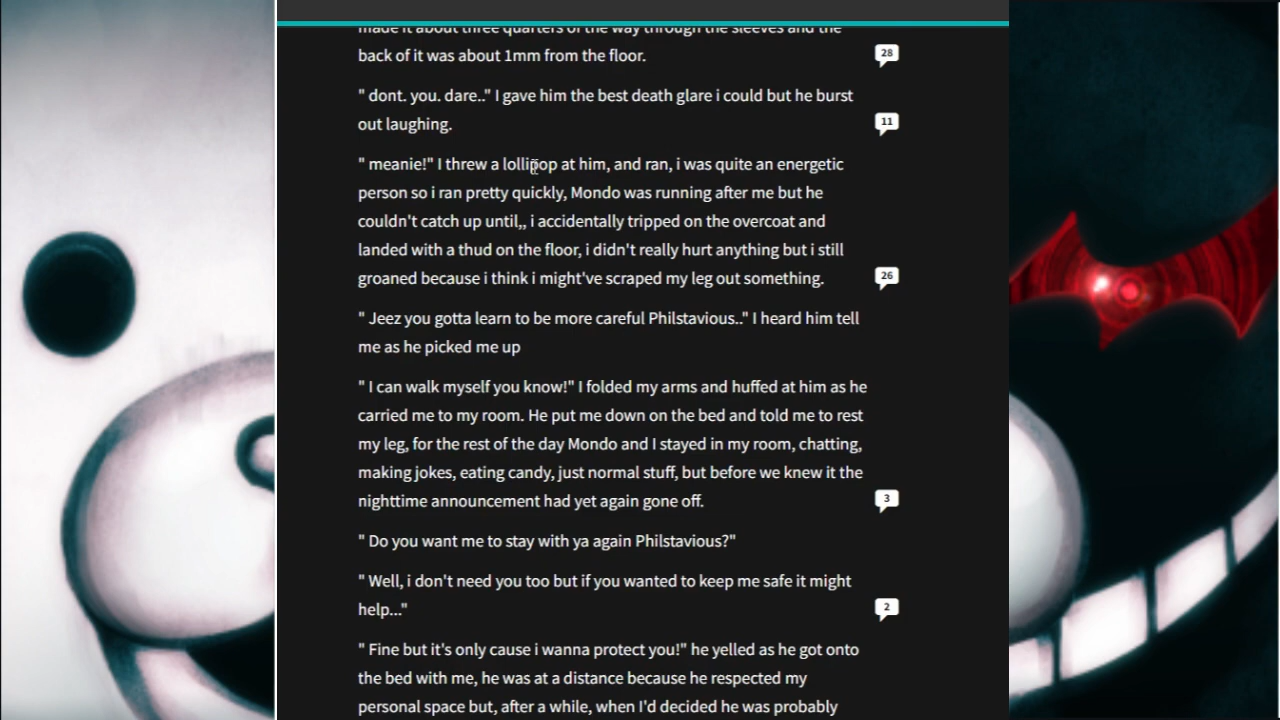 made it about three quarters of the way through the sleeves and the
back of it was about 1mm from the floor.
28
" dont. you. dare.." I gave him the best death glare i could but he burst
out laughing.
11
" meanie!" I threw a lollipop at him, and ran, i was quite an energetic
person so i ran pretty quickly, Mondo was running after me but he
couldn't catch up until,, i accidentally tripped on the overcoat and
landed with a thud on the floor, i didn't really hurt anything but i still
groaned because i think i might've scraped my leg out something.
26
" Jeez you gotta learn to be more careful Philstavious.." I heard him tell
me as he picked me up
" I can walk myself you know!" I folded my arms and huffed at him as he
carried me to my room. He put me down on the bed and told me to rest
my leg, for the rest of the day Mondo and I stayed in my room, chatting,
making jokes, eating candy, just normal stuff, but before we knew it the
nighttime announcement had yet again gone off.
3
" Do you want me to stay with ya again Philstavious?"
" Well, i don't need you too but if you wanted to keep me safe it might
help..."
2
" Fine but it's only cause i wanna protect you!" he yelled as he got onto
the bed with me, he was at a distance because he respected my
personal space but, after a while, when I'd decided he was probably